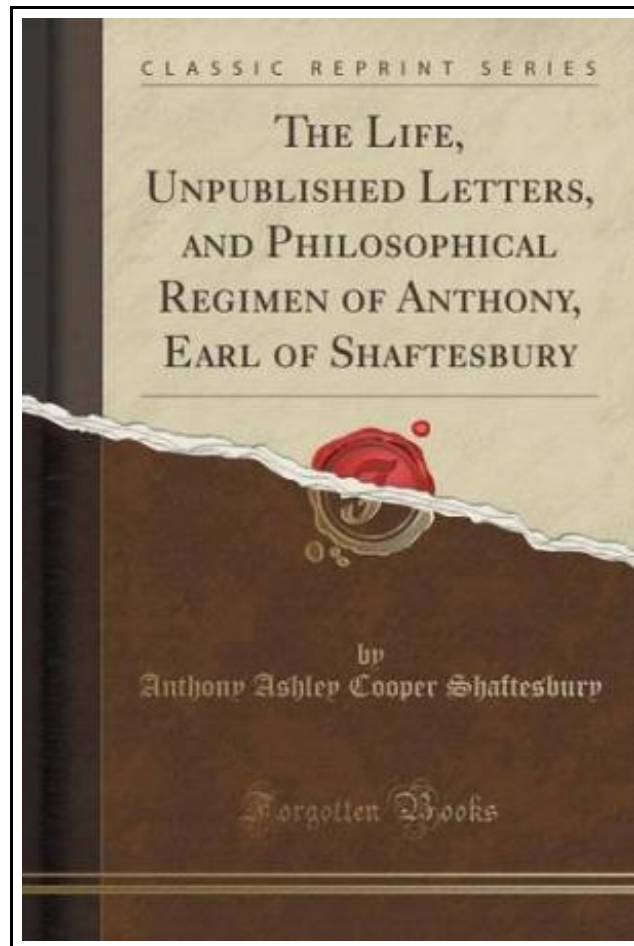 CLASSIC REPRINT SERIES
THE LIFE,
UNPUBLISHED LETTERS,
AND PHILOSOPHICAL
REGIMEN OF ANTHONY,
EARL OF SHAFTESBURY
F
by
Anthony Ashley Cooper Shaftesbury
Forgotten Books